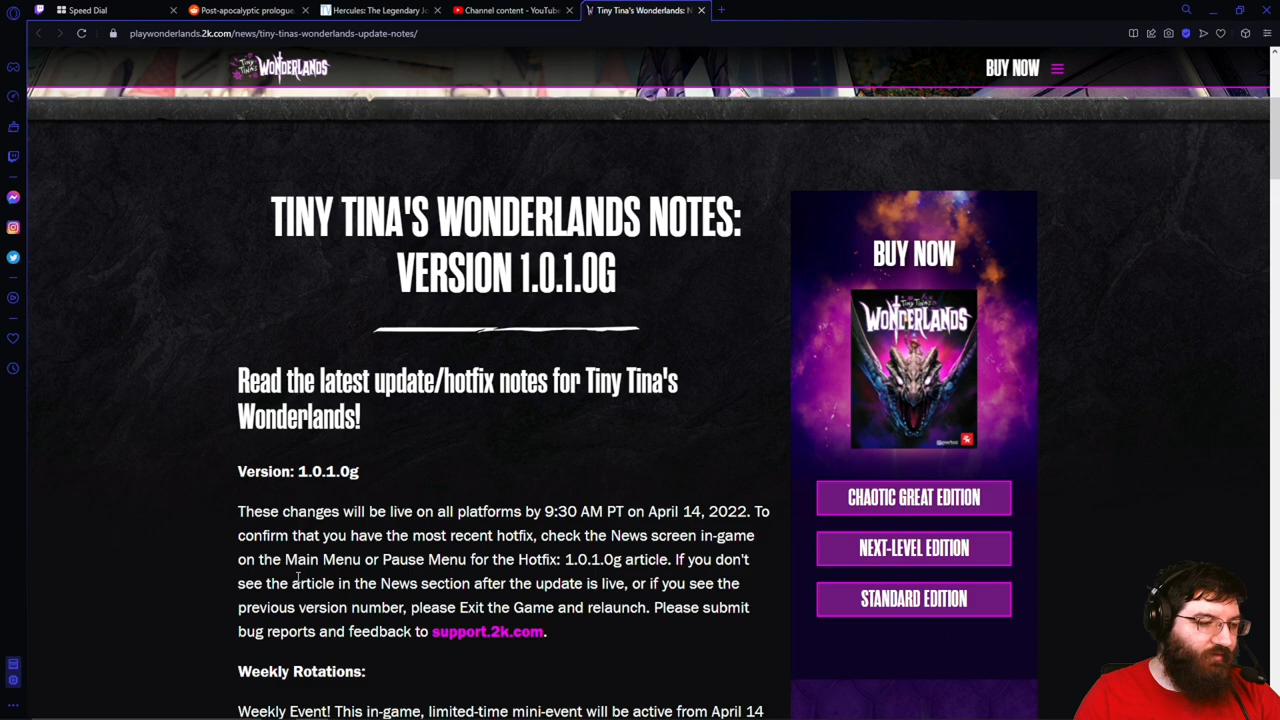 Speed Dial
Post-apocalyptic prologue.
Hercules: The Legendary Jo
Channel content - YouTube
Tiny Tina's Wonderlands: N
playwonderlands.2k.com/news/tiny-tinas-wonderlands-update-notes/
TINY TINA'S WONDERLANDS
BUY NOW
TINY TINA'S WONDERLANDS NOTES:
VERSION 1.0.1.0G
Read the latest update/hotfix notes for Tiny Tina's
Wonderlands!
Version: 1.0.1.0g
These changes will be live on all platforms by 9:30 AM PT on April 14, 2022. To
confirm that you have the most recent hotfix, check the News screen in-game
on the Main Menu or Pause Menu for the Hotfix: 1.0.1.0g article. If you don't
see the article in the News section after the update is live, or if you see the
previous version number, please Exit the Game and relaunch. Please submit
bug reports and feedback to support.2k.com.
Weekly Rotations:
Weekly Event! This in-game, limited-time mini-event will be active from April 14
BUY NOW
TINY TINA'S
WONDERLANDS
gearbox
2K
CHAOTIC GREAT EDITION
NEXT-LEVEL EDITION
STANDARD EDITION